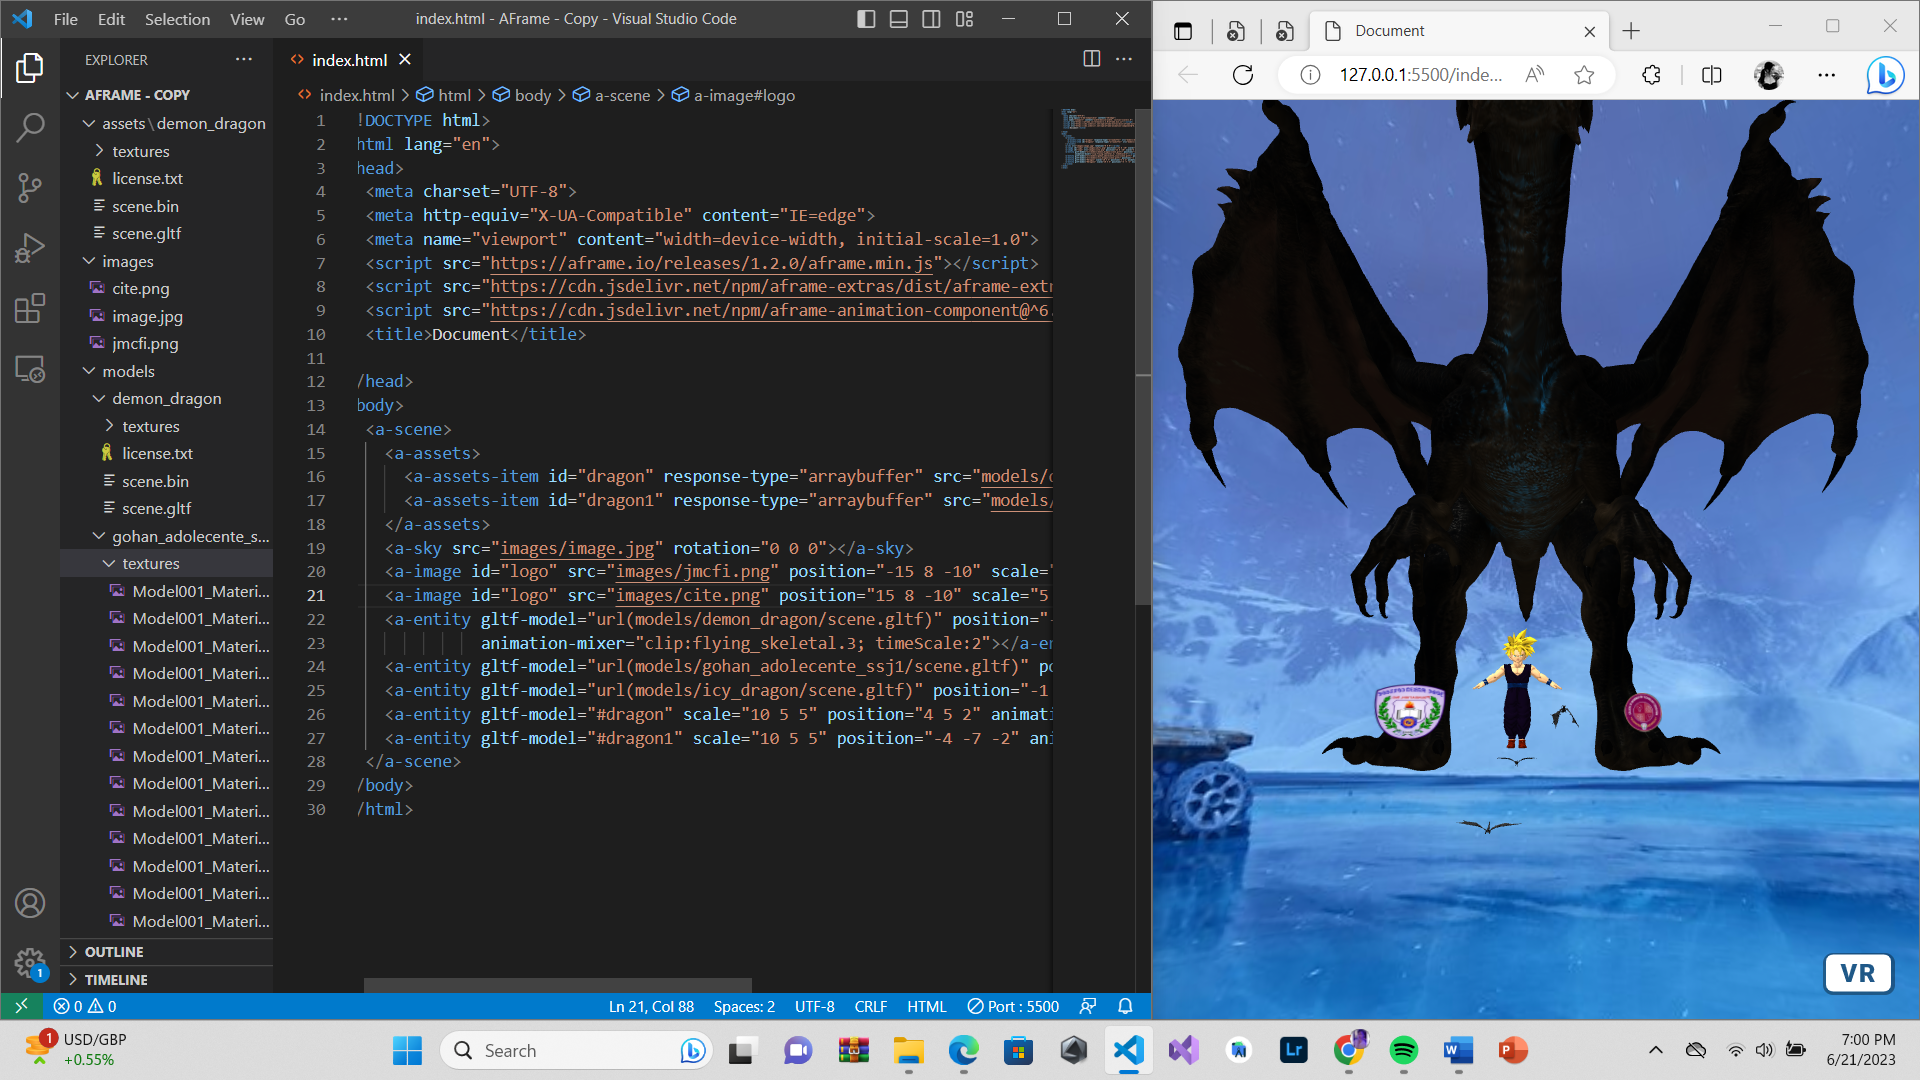 File Edit Selection View Go ··· index.html - AFrame - Copy - Visual Studio Code
EXPLORER ···
AFRAME - COPY
assets\demon_dragon
textures
license.txt
scene.bin
scene.gltf
images
cite.png
image.jpg
jmcfi.png
models
demon_dragon
textures
license.txt
scene.bin
scene.gltf
gohan_adolecente_s...
textures
Model001_Materi...
Model001_Materi...
Model001_Materi...
Model001_Materi...
Model001_Materi...
Model001_Materi...
Model001_Materi...
Model001_Materi...
Model001_Materi...
Model001_Materi...
Model001_Materi...
Model001_Materi...
Model001_Materi...
OUTLINE
TIMELINE
index.html
index.html > html > body > a-scene > a-image#logo
1 !DOCTYPE html>
2 html lang="en">
3 head>
4 <meta charset="UTF-8">
5 <meta http-equiv="X-UA-Compatible" content="IE=edge">
6 <meta name="viewport" content="width=device-width, initial-scale=1.0">
7 <script src="https://aframe.io/releases/1.2.0/aframe.min.js"></script>
8 <script src="https://cdn.jsdelivr.net/npm/aframe-extras/dist/aframe-ext
9 <script src="https://cdn.jsdelivr.net/npm/aframe-animation-component@^6.
10 <title>Document</title>
11
12 /head>
13 body>
14 <a-scene>
15 <a-assets>
16 <a-assets-item id="dragon" response-type="arraybuffer" src="models/
17 <a-assets-item id="dragon1" response-type="arraybuffer" src="models/
18 </a-assets>
19 <a-sky src="images/image.jpg" rotation="0 0 0"></a-sky>
20 <a-image id="logo" src="images/jmcfi.png" position="-15 8 -10" scale="
21 <a-image id="logo" src="images/cite.png" position="15 8 -10" scale="5
22 <a-entity gltf-model="url(models/demon_dragon/scene.gltf)" position="-
23 animation-mixer="clip:flying_skeletal.3; timeScale:2"></a-e
24 <a-entity gltf-model="url(models/gohan_adolecente_ssj1/scene.gltf)" po
25 <a-entity gltf-model="url(models/icy_dragon/scene.gltf)" position="-1
26 <a-entity gltf-model="#dragon" scale="10 5 5" position="4 5 2" animati
27 <a-entity gltf-model="#dragon1" scale="10 5 5" position="-4 -7 -2" ani
28 </a-scene>
29 /body>
30 /html>
1
0 0 Ln 21, Col 88 Spaces: 2 UTF-8 CRLF HTML Port : 5500
Document
127.0.0.1:5500/inde...
VR
1 USD/GBP
+0.55%
Search
Lr
W
P
7:00 PM
6/21/2023